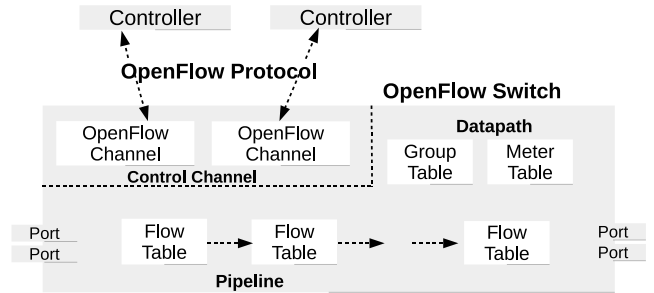 Controller
Controller
OpenFlow Protocol
OpenFlow Switch
OpenFlow
Channel
OpenFlow
Channel
Control Channel
Datapath
Group
Table
Meter
Table
Port
Port
Flow
Table
Flow
Table
Flow
Table
Port
Port
Pipeline